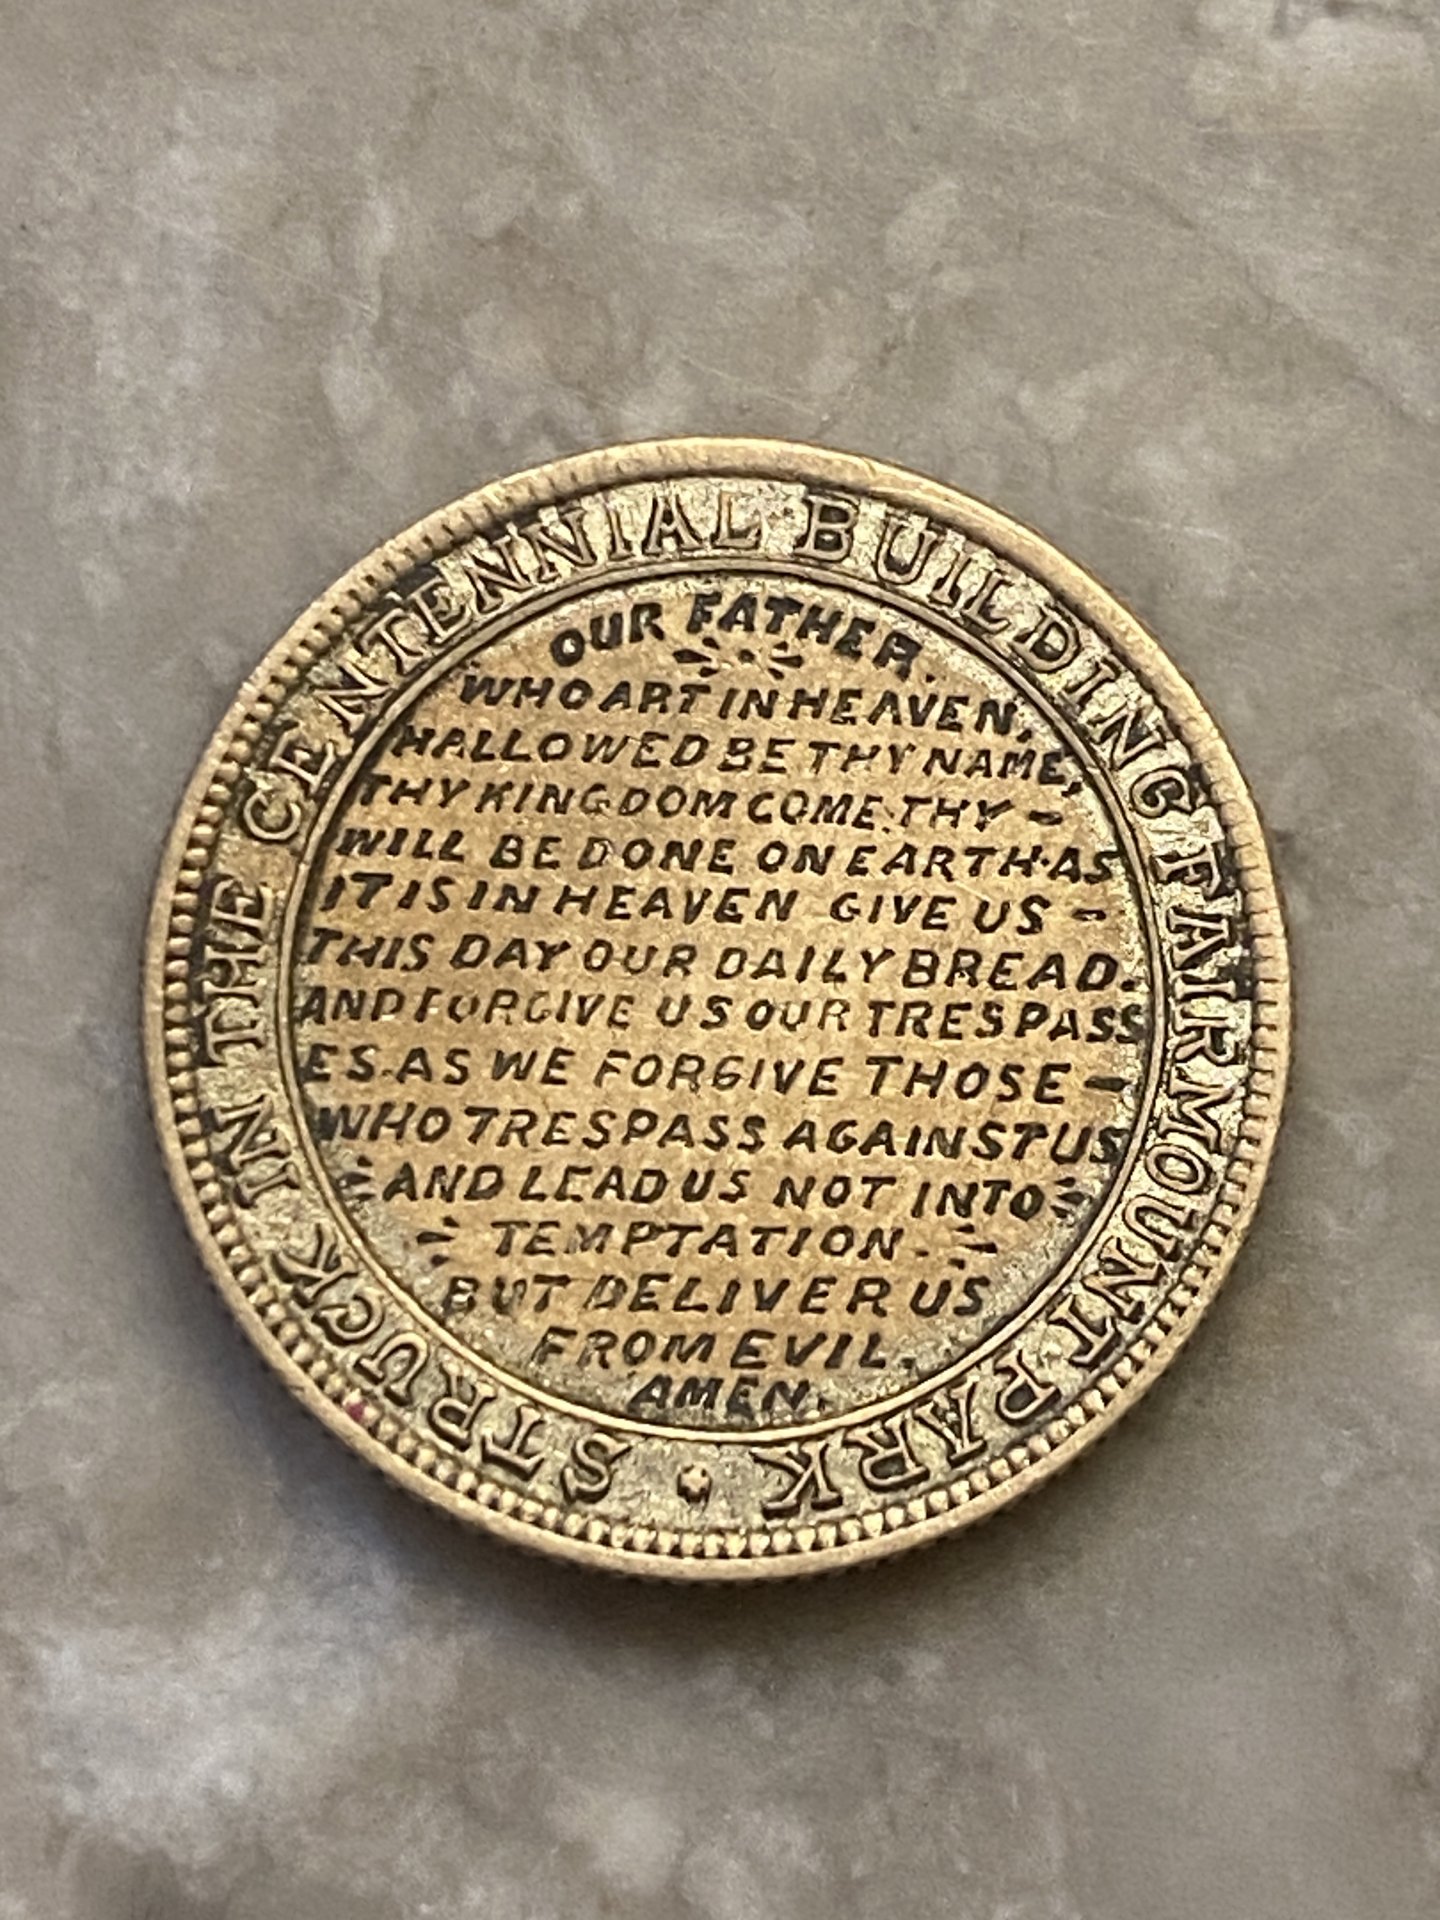 STRUCK IN THE CENTENNIAL BUILDING FAIRMOUNT PARK
OUR FATHER.
WHO ART IN HEAVEN,
HALLOWED BE THY NAME,
THY KINGDOM COME. THY -
WILL BE DONE ON EARTH. AS
IT IS IN HEAVEN GIVE US -
THIS DAY OUR DAILY BREAD.
AND FORGIVE US OUR TRESPASS
ES. AS WE FORGIVE THOSE -
WHO TRESPASS AGAINST US
AND LEAD US NOT INTO
TEMPTATION.
BUT DELIVER US
FROM EVIL.
AMEN.